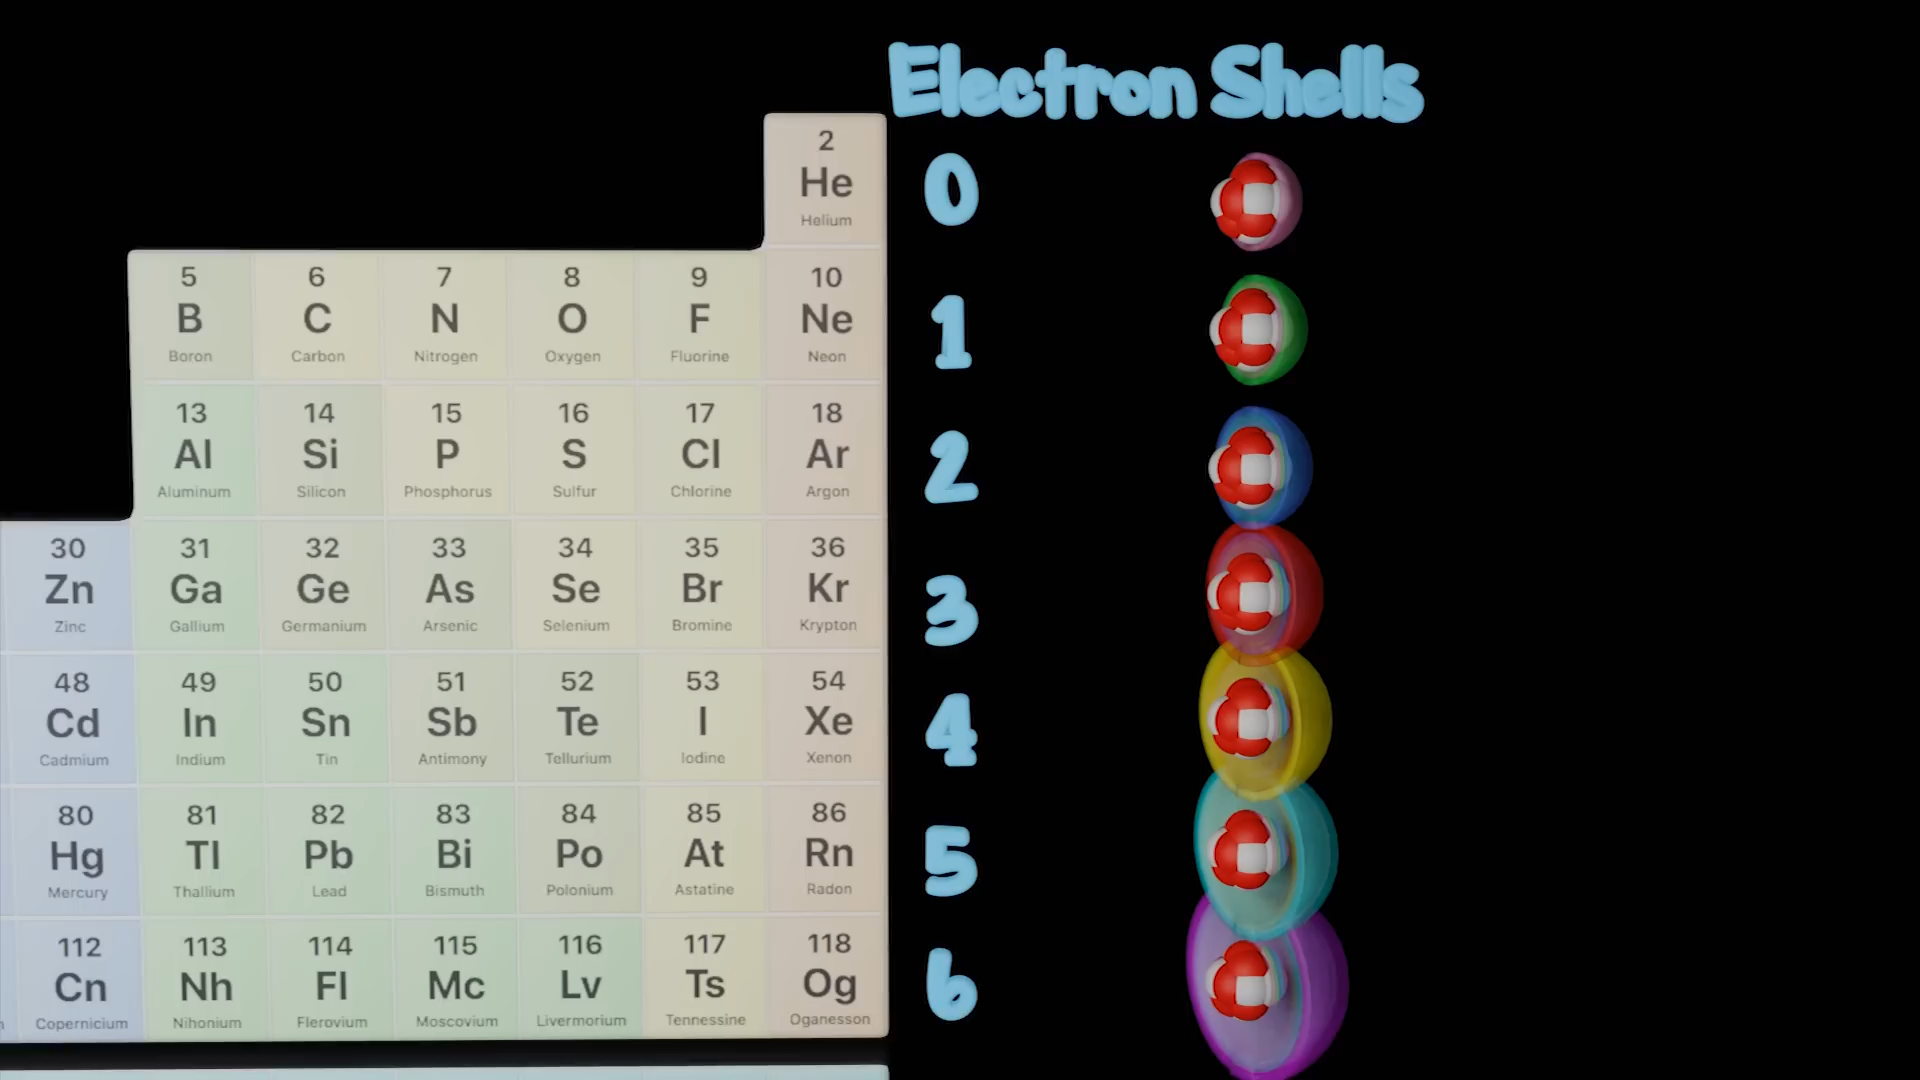 Electron Shells
2
He
Helium
0
5 6 7 8 9 10
B C N O F Ne
Boron Carbon Nitrogen Oxygen Fluorine Neon
1
13 14 15 16 17 18
Al Si P S Cl Ar
Aluminum Silicon Phosphorus Sulfur Chlorine Argon
2
30 31 32 33 34 35 36
Zn Ga Ge As Se Br Kr
Zinc Gallium Germanium Arsenic Selenium Bromine Krypton
3
48 49 50 51 52 53 54
Cd In Sn Sb Te I Xe
Cadmium Indium Tin Antimony Tellurium Iodine Xenon
4
80 81 82 83 84 85 86
Hg Tl Pb Bi Po At Rn
Mercury Thallium Lead Bismuth Polonium Astatine Radon
5
112 113 114 115 116 117 118
Cn Nh Fl Mc Lv Ts Og
Copernicium Nihonium Flerovium Moscovium Livermorium Tennessine Oganesson
6